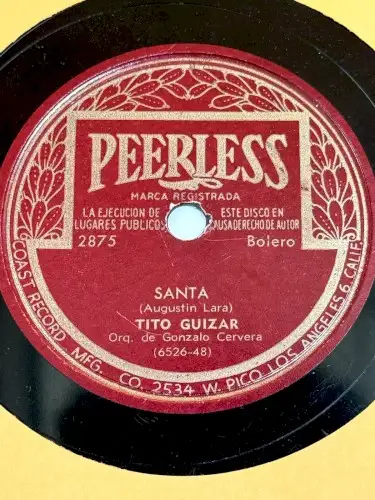 PEERLESS
MARCA REGISTRADA
LA EJECUCION DE ESTE DISCO EN
LUGARES PUBLICOS CAUSA DERECHO DE AUTOR
2875 Bolero
SANTA
(Augustin Lara)
TITO GUIZAR
Orq. de Gonzalo Cervera
(6526-48)
COAST RECORD MFG. CO. 2534 W. PICO LOS ANGELES 6 CALIF.